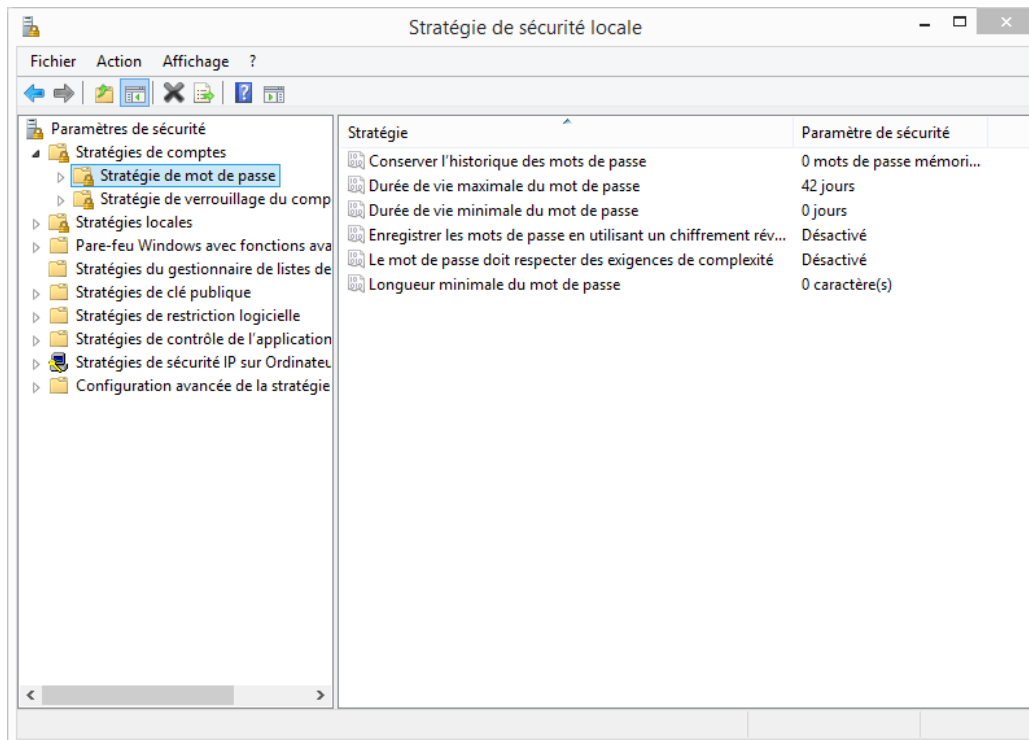 Stratégie de sécurité locale
Fichier Action Affichage ?
Paramètres de sécurité
Stratégies de comptes
Stratégie de mot de passe
Stratégie de verrouillage du comp
Stratégies locales
Pare-feu Windows avec fonctions ava
Stratégies du gestionnaire de listes de
Stratégies de clé publique
Stratégies de restriction logicielle
Stratégies de contrôle de l'application
Stratégies de sécurité IP sur Ordinateu
Configuration avancée de la stratégie
Stratégie Paramètre de sécurité
Conserver l'historique des mots de passe 0 mots de passe mémori...
Durée de vie maximale du mot de passe 42 jours
Durée de vie minimale du mot de passe 0 jours
Enregistrer les mots de passe en utilisant un chiffrement rév... Désactivé
Le mot de passe doit respecter des exigences de complexité Désactivé
Longueur minimale du mot de passe 0 caractère(s)